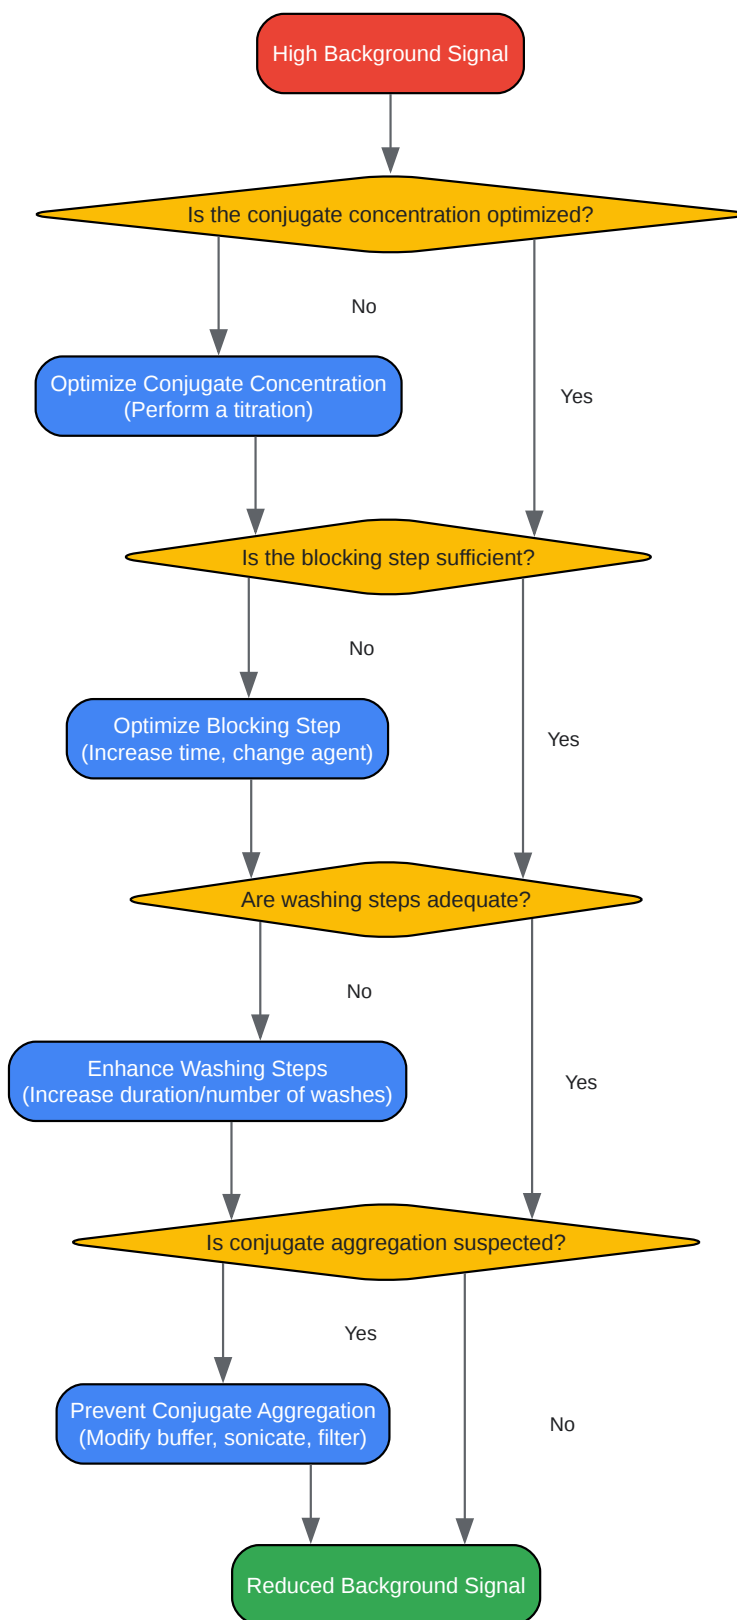 High Background Signal
Is the conjugate concentration optimized?
No
Optimize Conjugate Concentration
(Perform a titration)
Yes
Is the blocking step sufficient?
No
Optimize Blocking Step
(Increase time, change agent)
Yes
Are washing steps adequate?
No
Enhance Washing Steps
(Increase duration/number of washes)
Yes
Is conjugate aggregation suspected?
Yes
Prevent Conjugate Aggregation
(Modify buffer, sonicate, filter)
No
Reduced Background Signal